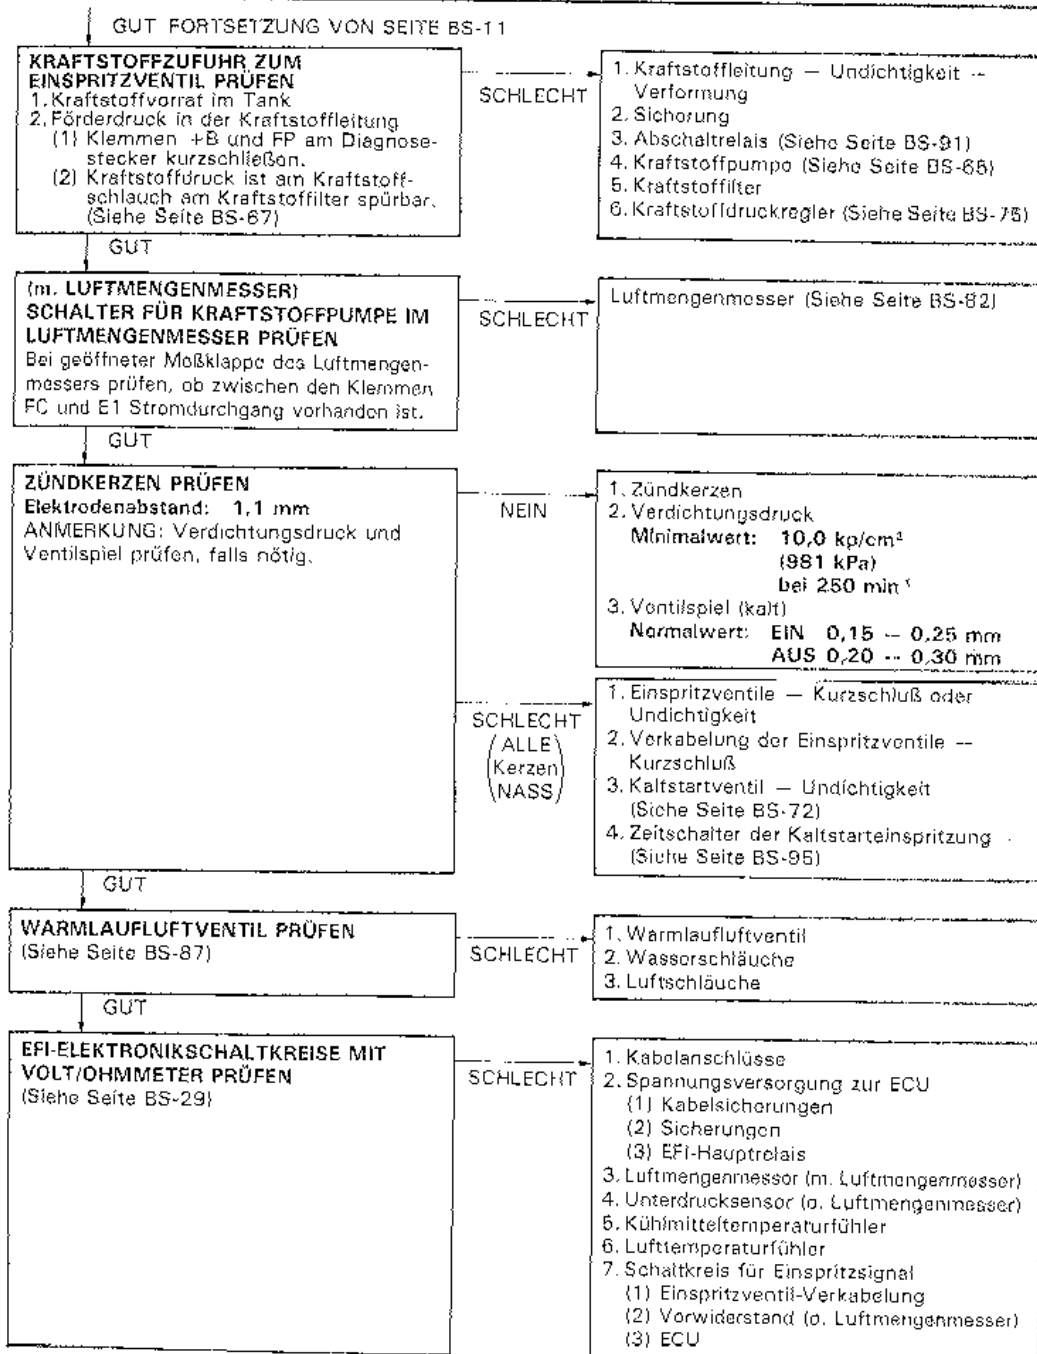 GUT FORTSETZUNG VON SEITE BS-11
KRAFTSTOFFZUFUHR ZUM
EINSPRITZVENTIL PRÜFEN
1. Kraftstoffvorrat im Tank
2. Förderdruck in der Kraftstoffleitung
(1) Klemmen +B und FP am Diagnose-
stecker kurzschließen.
(2) Kraftstoffdruck ist am Kraftstoff-
schlauch am Kraftstoffilter spürbar.
(Siehe Seite BS-67)
SCHLECHT
1. Kraftstoffleitung — Undichtigkeit —
Verformung
2. Sicherung
3. Abschaltrelais (Siehe Seite BS-91)
4. Kraftstoffpumpe (Siehe Seite BS-65)
5. Kraftstoffilter
6. Kraftstoffdruckregler (Siehe Seite BS-75)
GUT
(m. LUFTMENGENMESSER)
SCHALTER FÜR KRAFTSTOFFPUMPE IM
LUFTMENGENMESSER PRÜFEN
Bei geöffneter Meßklappe des Luftmengen-
messers prüfen, ob zwischen den Klemmen
FC und E1 Stromdurchgang vorhanden ist.
SCHLECHT
Luftmengenmesser (Siehe Seite BS-82)
GUT
ZÜNDKERZEN PRÜFEN
Elektrodenabstand: 1,1 mm
ANMERKUNG: Verdichtungsdruck und
Ventilspiel prüfen, falls nötig.
NEIN
1. Zündkerzen
2. Verdichtungsdruck
Minimalwert: 10,0 kp/cm²
(981 kPa)
bei 250 min⁻¹
3. Ventilspiel (kalt)
Normalwert: EIN 0,15 — 0,25 mm
AUS 0,20 — 0,30 mm
SCHLECHT
(ALLE
Kerzen
NASS)
1. Einspritzventile — Kurzschluß oder
Undichtigkeit
2. Verkabelung der Einspritzventile —
Kurzschluß
3. Kaltstartventil — Undichtigkeit
(Siehe Seite BS-72)
4. Zeitschalter der Kaltstarteinspritzung
(Siehe Seite BS-95)
GUT
WARMLAUFLUFTVENTIL PRÜFEN
(Siehe Seite BS-87)
SCHLECHT
1. Warmlaufluftventil
2. Wasserschläuche
3. Luftschläuche
GUT
EFI-ELEKTRONIKSCHALTKREISE MIT
VOLT/OHMMETER PRÜFEN
(Siehe Seite BS-29)
SCHLECHT
1. Kabelanschlüsse
2. Spannungsversorgung zur ECU
(1) Kabelsicherungen
(2) Sicherungen
(3) EFI-Hauptrelais
3. Luftmengenmesser (m. Luftmengenmesser)
4. Unterdrucksensor (o. Luftmengenmesser)
5. Kühlmitteltemperaturfühler
6. Lufttemperaturfühler
7. Schaltkreis für Einspritzsignal
(1) Einspritzventil-Verkabelung
(2) Vorwiderstand (o. Luftmengenmesser)
(3) ECU